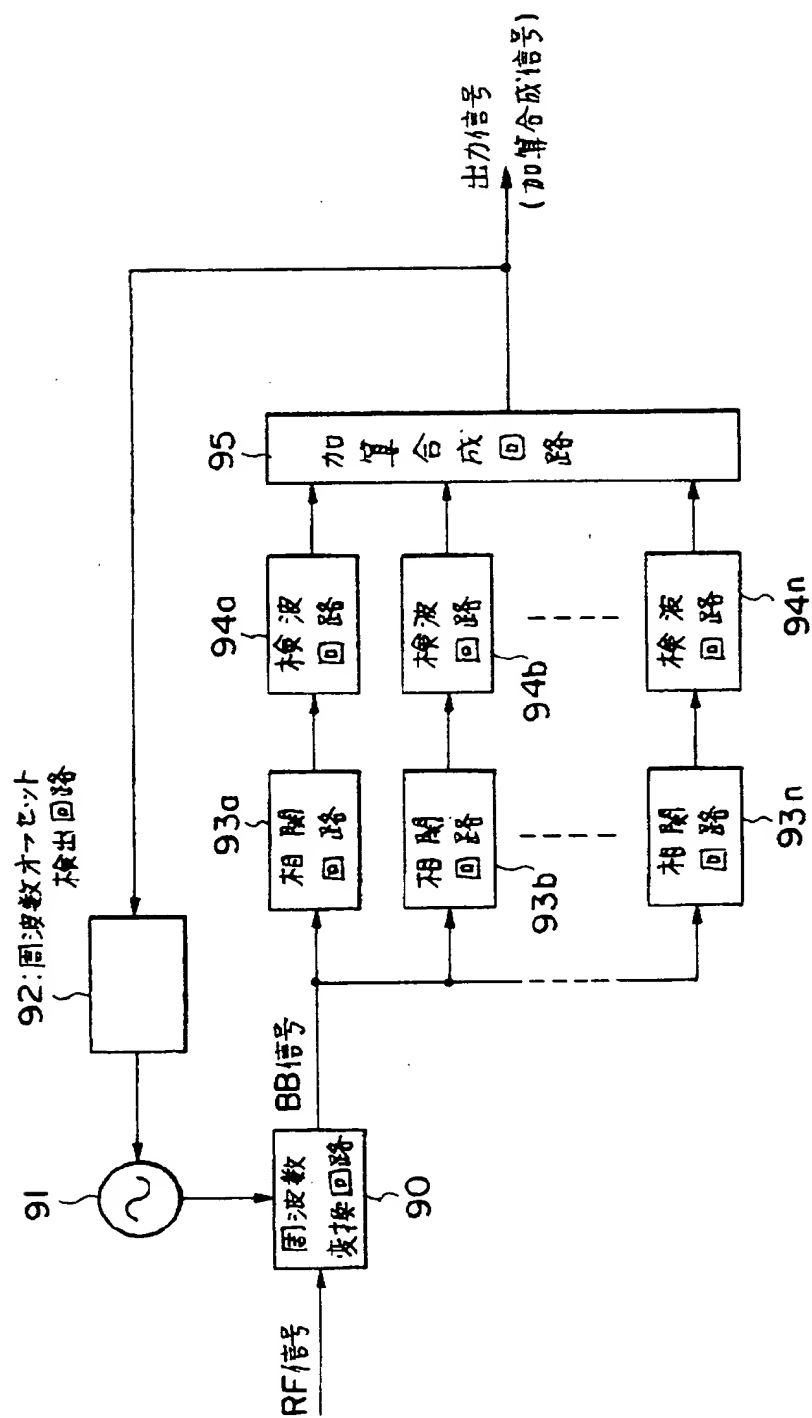 RF信号
周波数
変換回路
90
91
92:周波数オフセット
検出回路
BB信号
相関
回路
93a
相関
回路
93b
相関
回路
93n
検波
回路
94a
検波
回路
94b
検波
回路
94n
加算合成回路
95
出力信号
(加算合成信号)